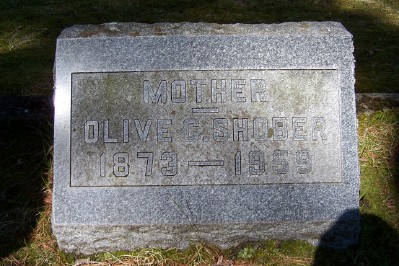 MOTHER
OLIVE G. SHOBER
1873 — 1959